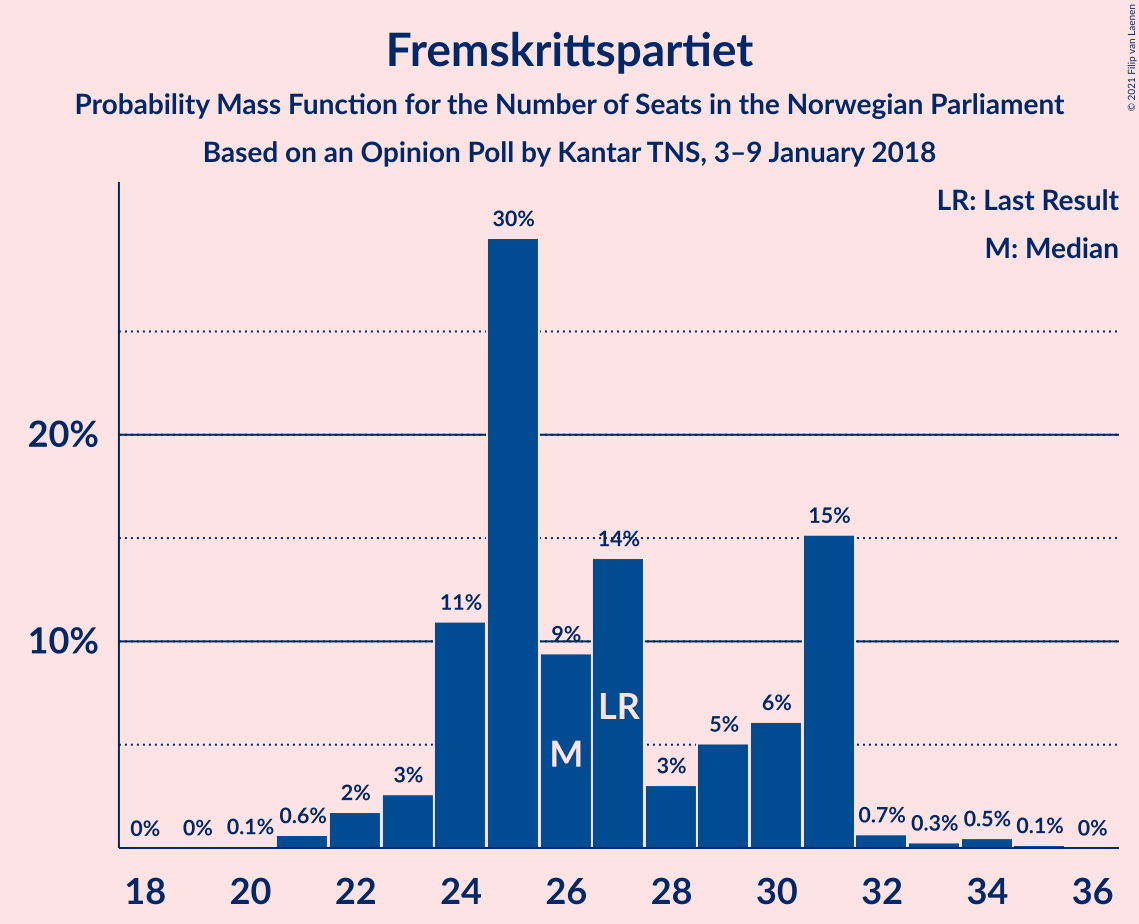 Fremskrittspartiet
Probability Mass Function for the Number of Seats in the Norwegian Parliament
Based on an Opinion Poll by Kantar TNS, 3–9 January 2018
© 2021 Filip van Laenen
LR: Last Result
M: Median
20%
10%
0%
0%
0.1%
0.6%
2%
3%
11%
30%
9%
14%
3%
5%
6%
15%
0.7%
0.3%
0.5%
0.1%
0%
M
LR
18 20 22 24 26 28 30 32 34 36